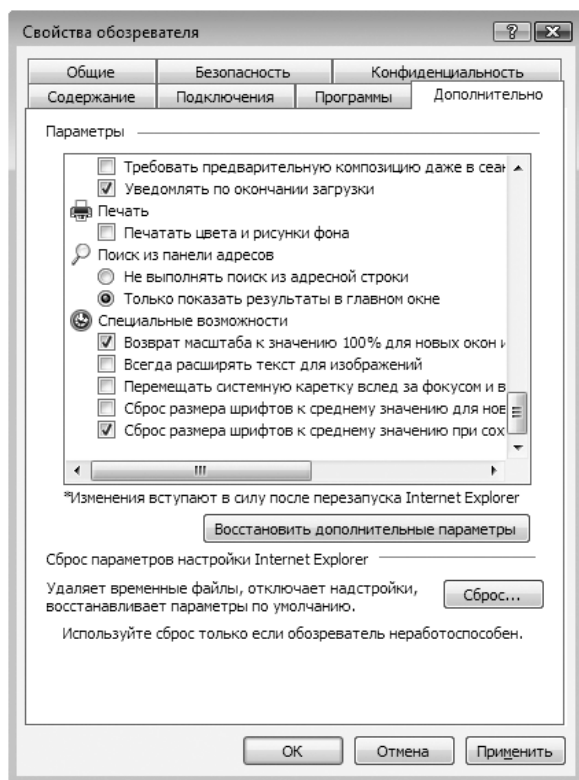 Свойства обозревателя
Общие Безопасность Конфиденциальность
Содержание Подключения Программы Дополнительно
Параметры
Требовать предварительную композицию даже в сеан
Уведомлять по окончании загрузки
Печать
Печатать цвета и рисунки фона
Поиск из панели адресов
Не выполнять поиск из адресной строки
Только показать результаты в главном окне
Специальные возможности
Возврат масштаба к значению 100% для новых окон и
Всегда расширять текст для изображений
Перемещать системную каретку вслед за фокусом и в
Сброс размера шрифтов к среднему значению для нов
Сброс размера шрифтов к среднему значению при сох
*Изменения вступают в силу после перезапуска Internet Explorer
Восстановить дополнительные параметры
Сброс параметров настройки Internet Explorer
Удаляет временные файлы, отключает надстройки,
восстанавливает параметры по умолчанию.
Сброс...
Используйте сброс только если обозреватель неработоспособен.
ОК Отмена Применить